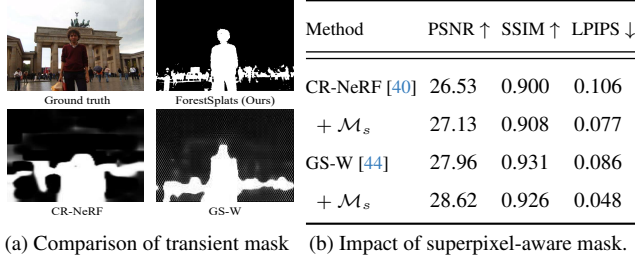 Ground truth
ForestSplats (Ours)
CR-NeRF
GS-W
(a) Comparison of transient mask
Method PSNR ↑ SSIM ↑ LPIPS ↓
CR-NeRF [40] 26.53 0.900 0.106
+ Mₛ 27.13 0.908 0.077
GS-W [44] 27.96 0.931 0.086
+ Mₛ 28.62 0.926 0.048
(b) Impact of superpixel-aware mask.